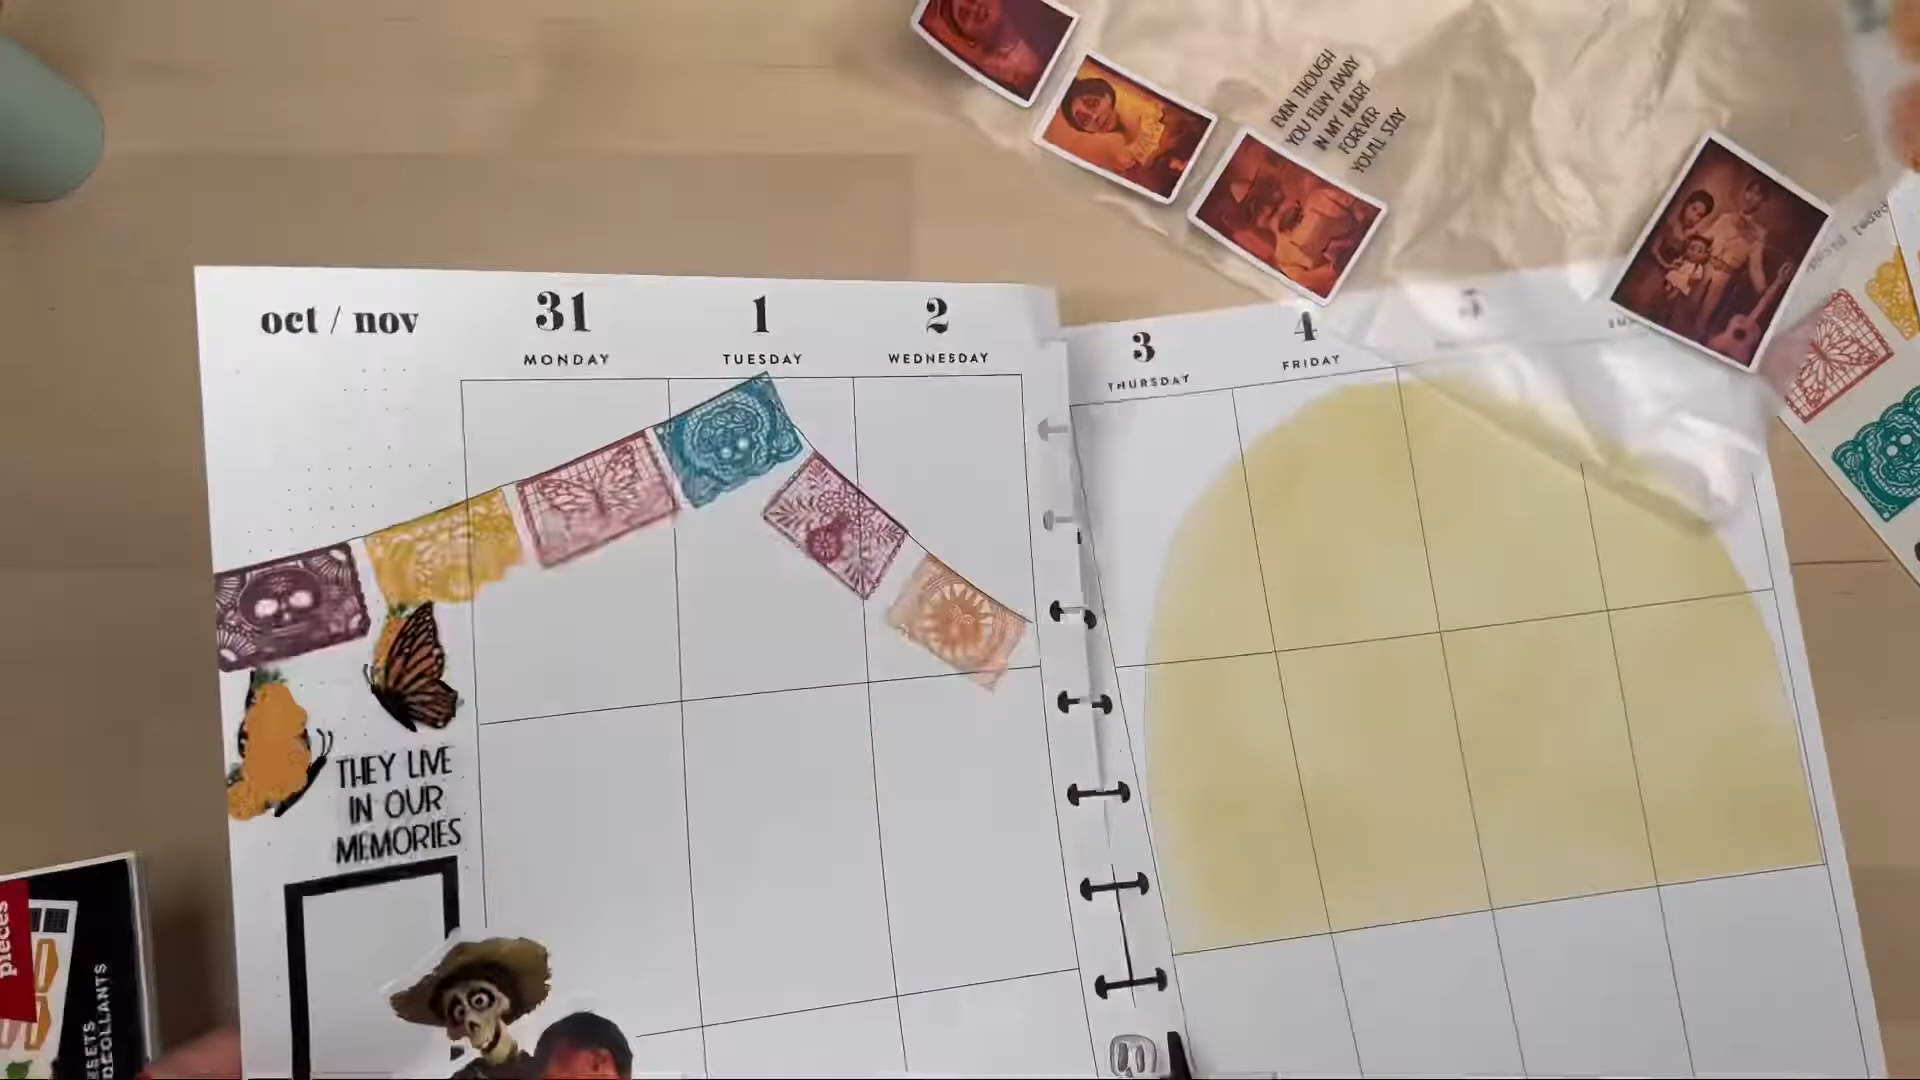 EVEN THOUGH
YOU FLEW AWAY
IN MY HEART
FOREVER
YOU'LL STAY
oct / nov
31
MONDAY
1
TUESDAY
2
WEDNESDAY
3
THURSDAY
4
FRIDAY
5
THEY LIVE
IN OUR
MEMORIES
pieces